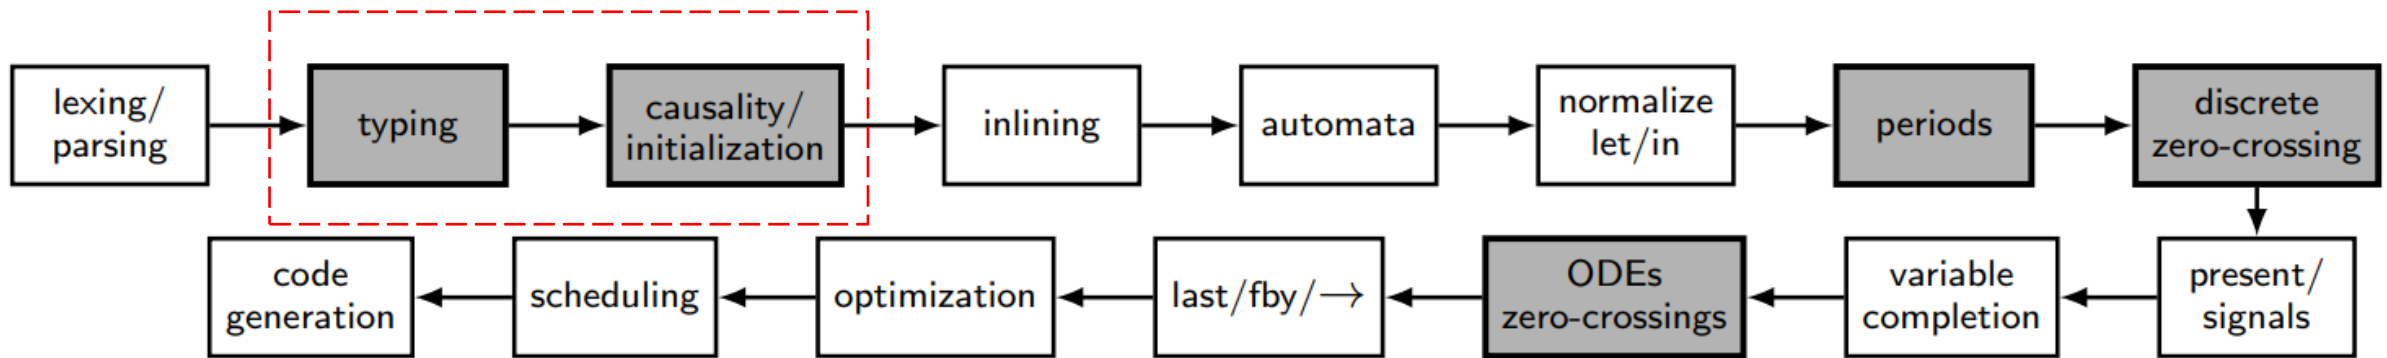 lexing/
parsing
typing
causality/
initialization
inlining
automata
normalize
let/in
periods
discrete
zero-crossing
code
generation
scheduling
optimization
last/fby/→
ODEs
zero-crossings
variable
completion
present/
signals